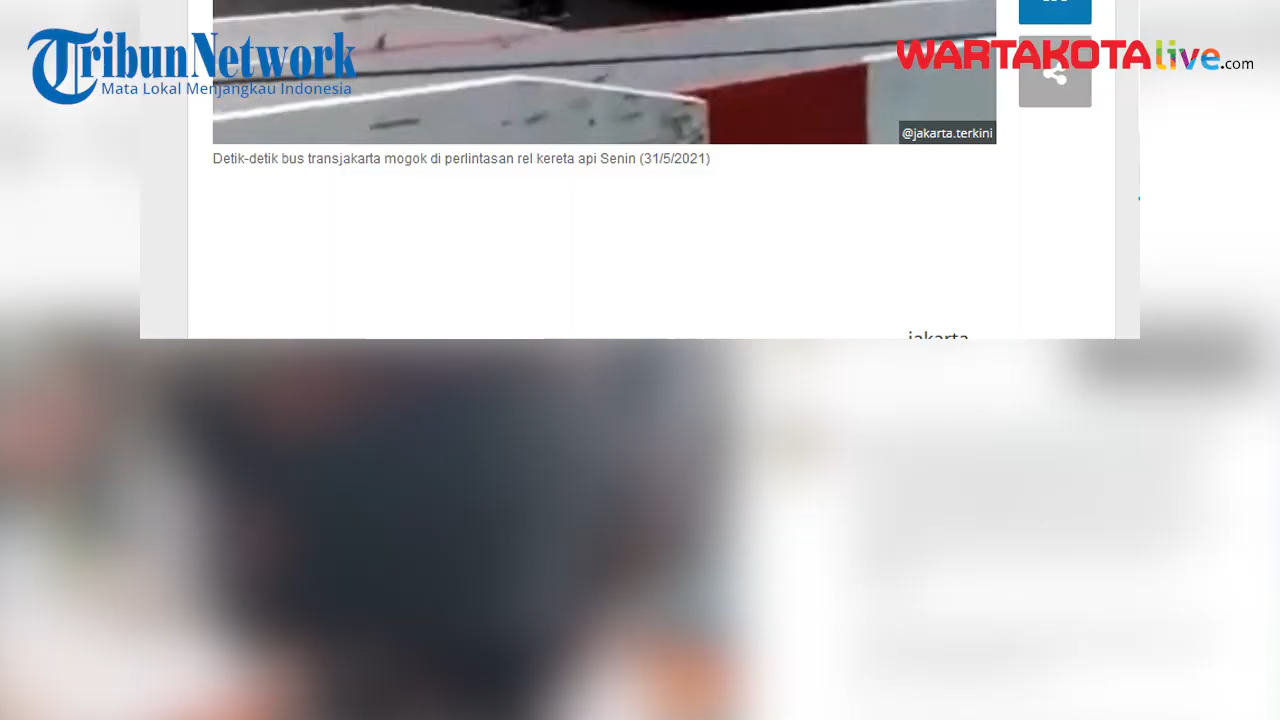 TribunNetwork
Mata Lokal Menjangkau Indonesia
WARTAKOTAlive.com
@jakarta.terkini
Detik-detik bus transjakarta mogok di perlintasan rel kereta api Senin (31/5/2021)
jakarta